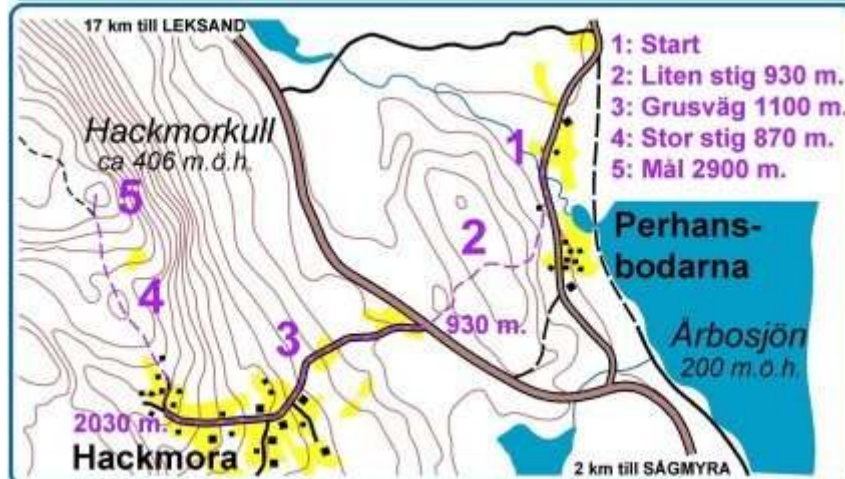 17 km till LEKSAND
1: Start
2: Liten stig 930 m.
3: Grusväg 1100 m.
4: Stor stig 870 m.
5: Mål 2900 m.
Hackmorkull
ca 406 m.ö.h.
1
5
2
Perhans-
bodarna
4
3
930 m.
Årbosjön
200 m.ö.h.
2030 m.
Hackmora
2 km till SÅGMYRA